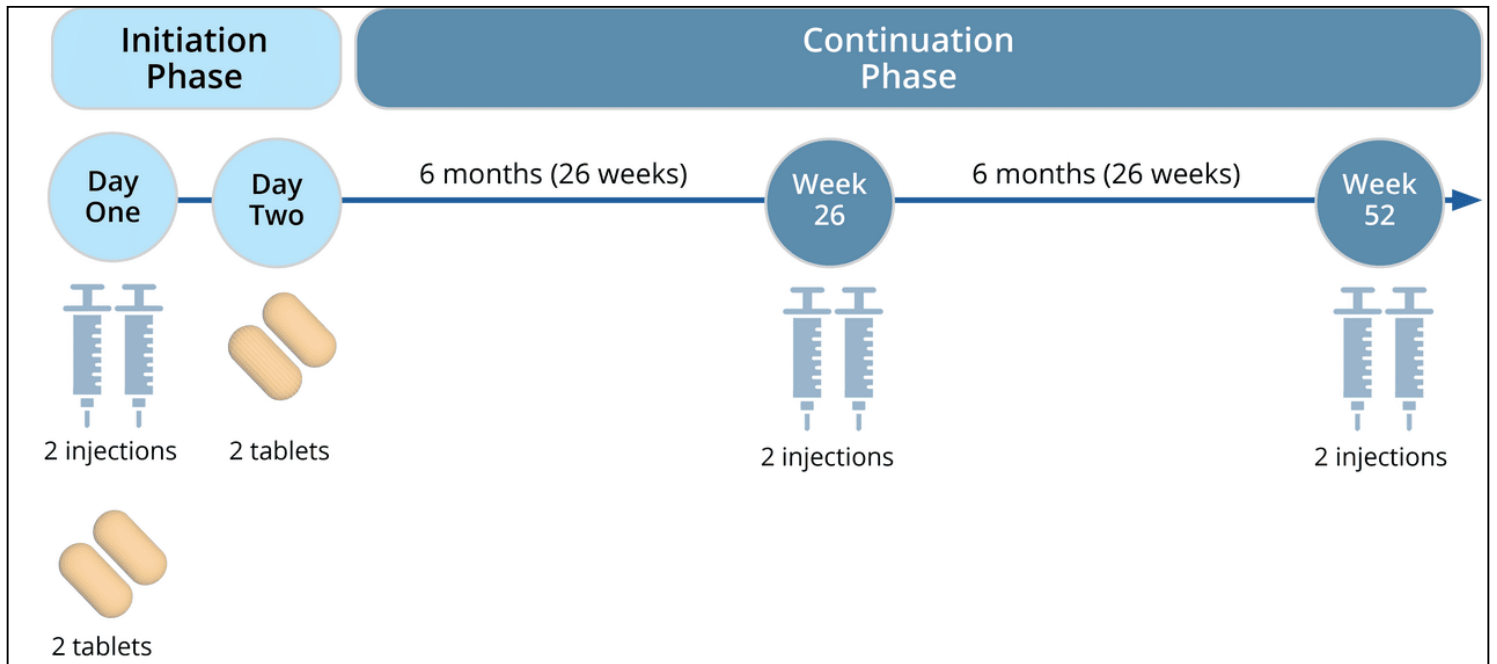 Initiation
Phase
Continuation
Phase
Day
One
Day
Two
6 months (26 weeks)
Week
26
6 months (26 weeks)
Week
52
2 injections
2 tablets
2 injections
2 injections
2 tablets